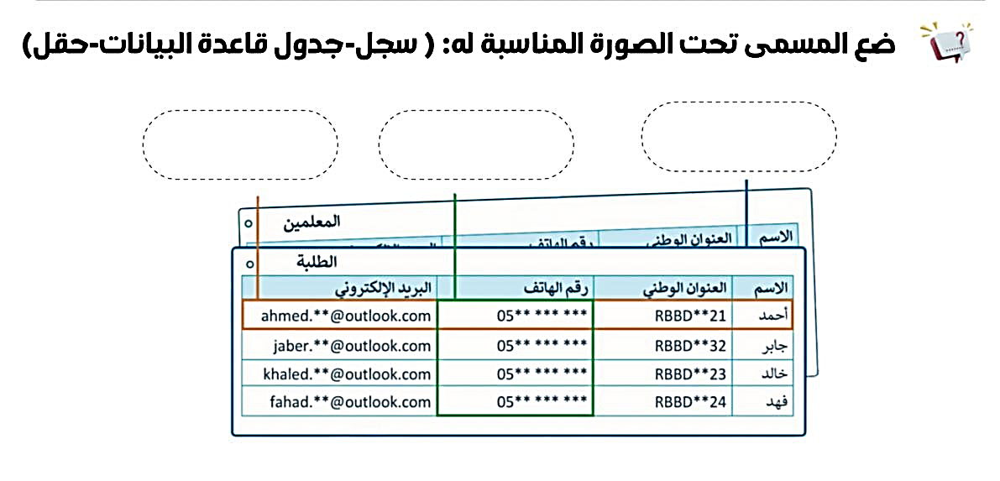 ضع المسمى تحت الصورة المناسبة له: ( سجل-جدول قاعدة البيانات-حقل)
?
المعلمين
الاسم العنوان الوطني رقم الهاتف
الطلبة
الاسم العنوان الوطني رقم الهاتف البريد الإلكتروني
أحمد RBBD**21 05** *** *** ahmed.**@outlook.com
جابر RBBD**32 05** *** *** jaber.**@outlook.com
خالد RBBD**23 05** *** *** khaled.**@outlook.com
فهد RBBD**24 05** *** *** fahad.**@outlook.com